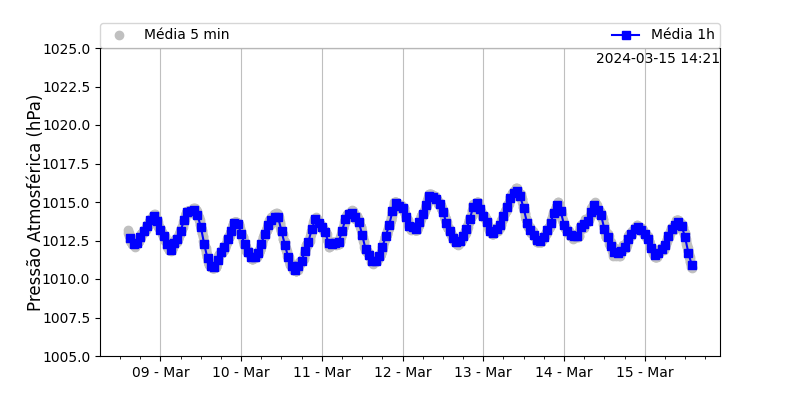 Média 5 min
Média 1h
2024-03-15 14:21
Pressão Atmosférica (hPa)
1025.0
1022.5
1020.0
1017.5
1015.0
1012.5
1010.0
1007.5
1005.0
09 - Mar
10 - Mar
11 - Mar
12 - Mar
13 - Mar
14 - Mar
15 - Mar